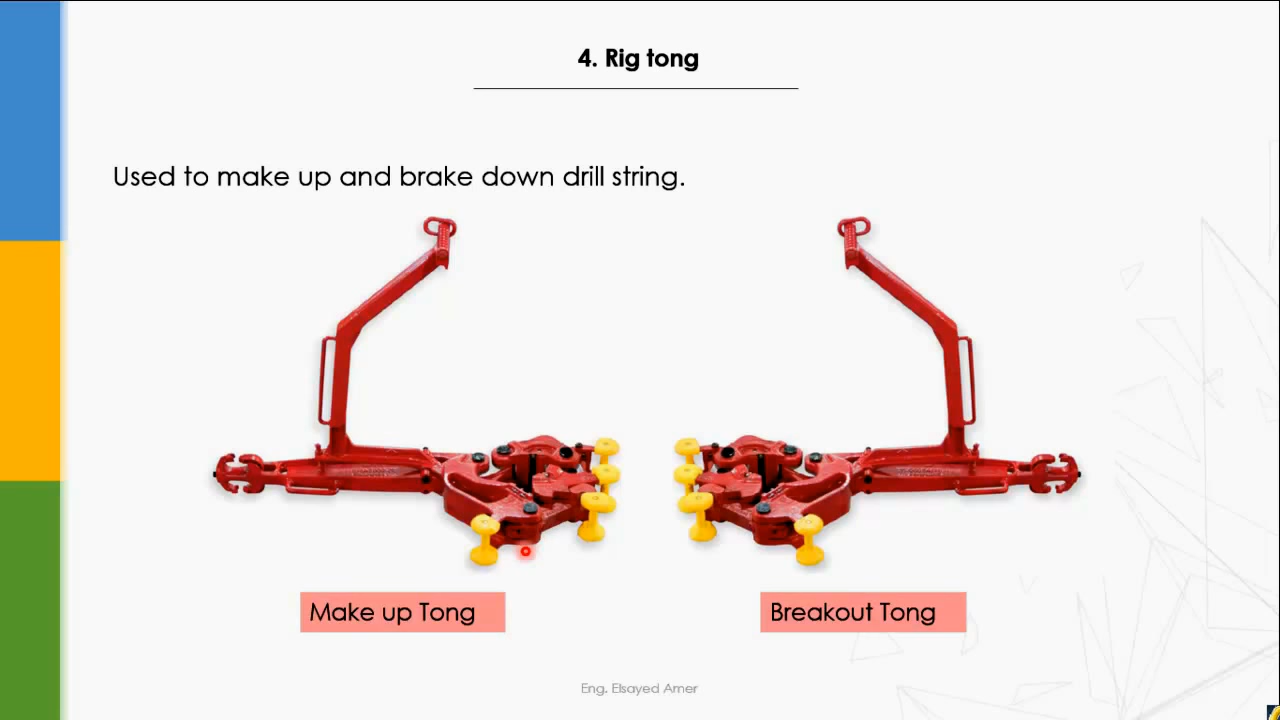 4. Rig tong
Used to make up and brake down drill string.
Make up Tong
Breakout Tong
Eng. Elsayed Amer